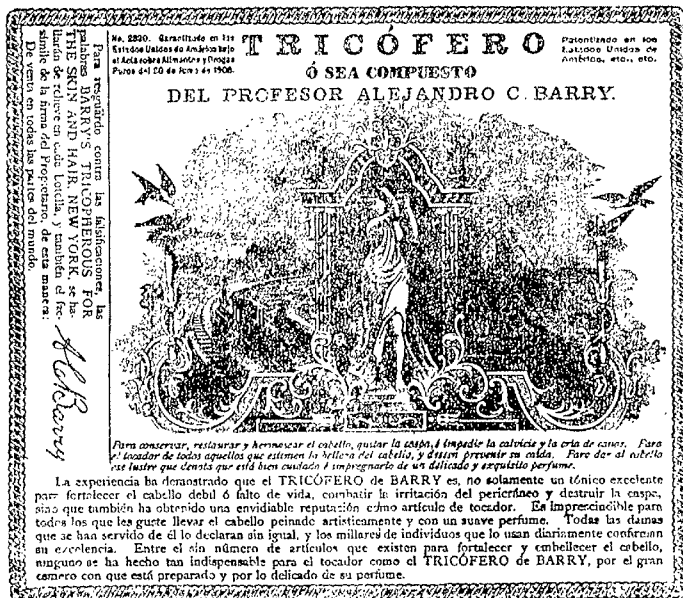 No. 2820. Garantizado en los
Estados Unidos de América bajo
el Acta sobre Alimentos y Drogas
Puros del 30 de Junio de 1906.
TRICÓFERO
Patentizado en los
Estados Unidos de
América, etc., etc.
Ó SEA COMPUESTO
DEL PROFESOR ALEJANDRO C. BARRY.
Para resguardo contra las falsificaciones, las
palabras BARRY'S TRICOPHEROUS FOR
THE SKIN AND HAIR, NEW YORK, se ha-
llarán de relieve en cada botella, y también el fac-
símile de la firma del Propietario, de esta manera:
De venta en todas las partes del mundo.
A C Barry
Para conservar, restaurar y hermosear el cabello, quitar la caspa, é impedir la calvicie y la cría de canas. Para
el tocador de todos aquellos que estimen la belleza del cabello, y deseen prevenir su caída. Para dar al cabello
ese lustre que denota que está bien cuidado é impregnarlo de un delicado y exquisito perfume.
La experiencia ha demostrado que el TRICÓFERO de BARRY es, no solamente un tónico excelente
para fortalecer el cabello débil ó falto de vida, combatir la irritación del pericráneo y destruir la caspa,
sino que también ha obtenido una envidiable reputación cómo artículo de tocador. Es imprescindible para
todos los que les guste llevar el cabello peinado artísticamente y con un suave perfume. Todas las damas
que se han servido de él lo declaran sin igual, y los millares de individuos que lo usan diariamente confirman
su excelencia. Entre el sin número de artículos que existen para fortalecer y embellecer el cabello,
ninguno se ha hecho tan indispensable para el tocador como el TRICÓFERO de BARRY, por el gran
esmero con que está preparado y por lo delicado de su perfume.